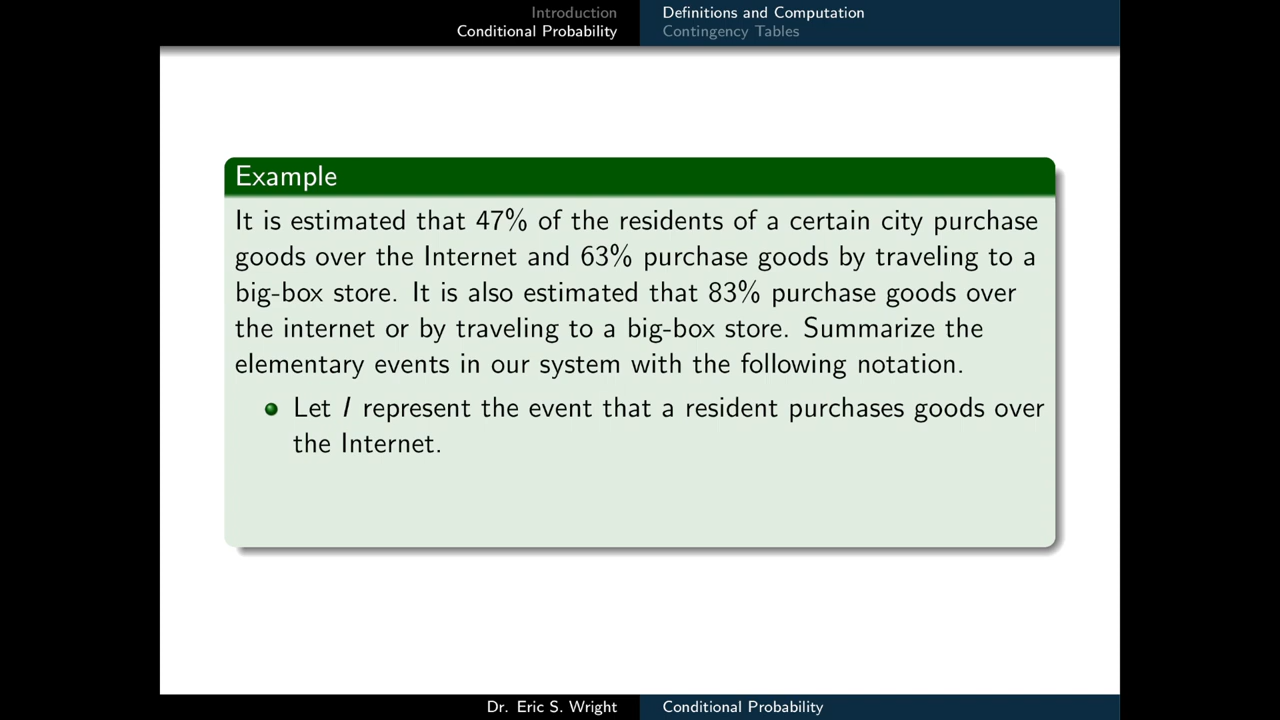 Introduction
Conditional Probability
Definitions and Computation
Contingency Tables
Example
It is estimated that 47% of the residents of a certain city purchase
goods over the Internet and 63% purchase goods by traveling to a
big-box store. It is also estimated that 83% purchase goods over
the internet or by traveling to a big-box store. Summarize the
elementary events in our system with the following notation.
Let I represent the event that a resident purchases goods over
the Internet.
Dr. Eric S. Wright
Conditional Probability